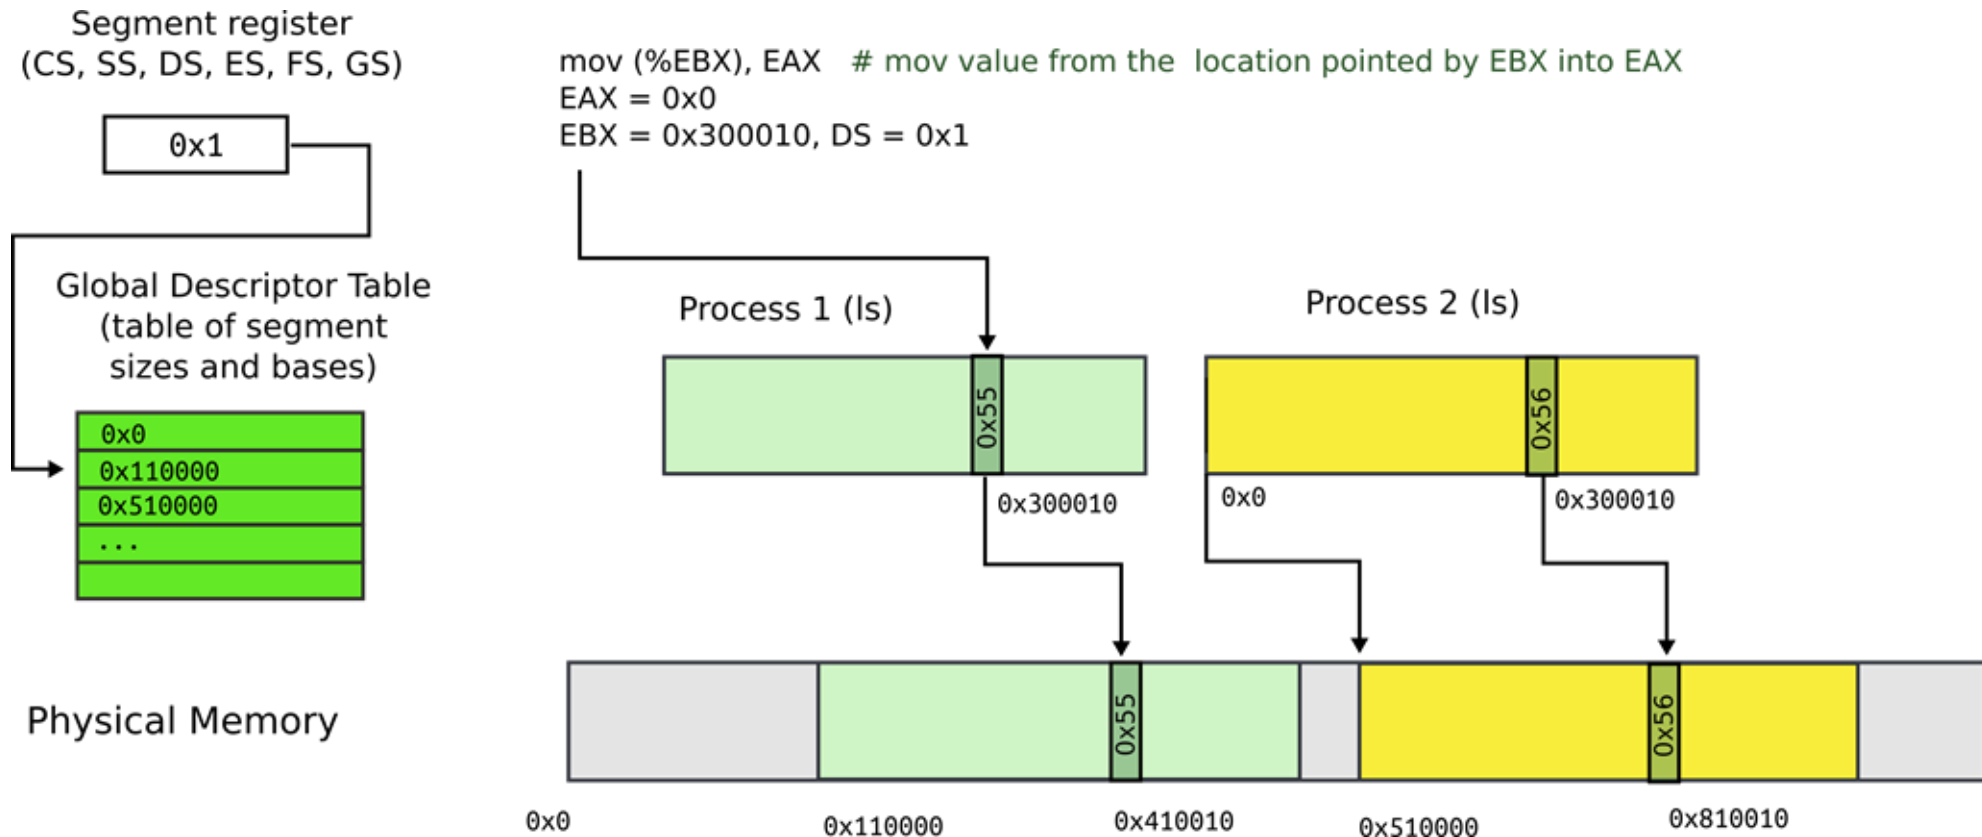 Segment register
(CS, SS, DS, ES, FS, GS)
0x1
mov (%EBX), EAX   # mov value from the  location pointed by EBX into EAX
EAX = 0x0
EBX = 0x300010, DS = 0x1
Global Descriptor Table
(table of segment
sizes and bases)
0x0
0x110000
0x510000
...
Process 1 (ls)
0x55
0x300010
Process 2 (ls)
0x56
0x0
0x300010
Physical Memory
0x55
0x56
0x0
0x110000
0x410010
0x510000
0x810010